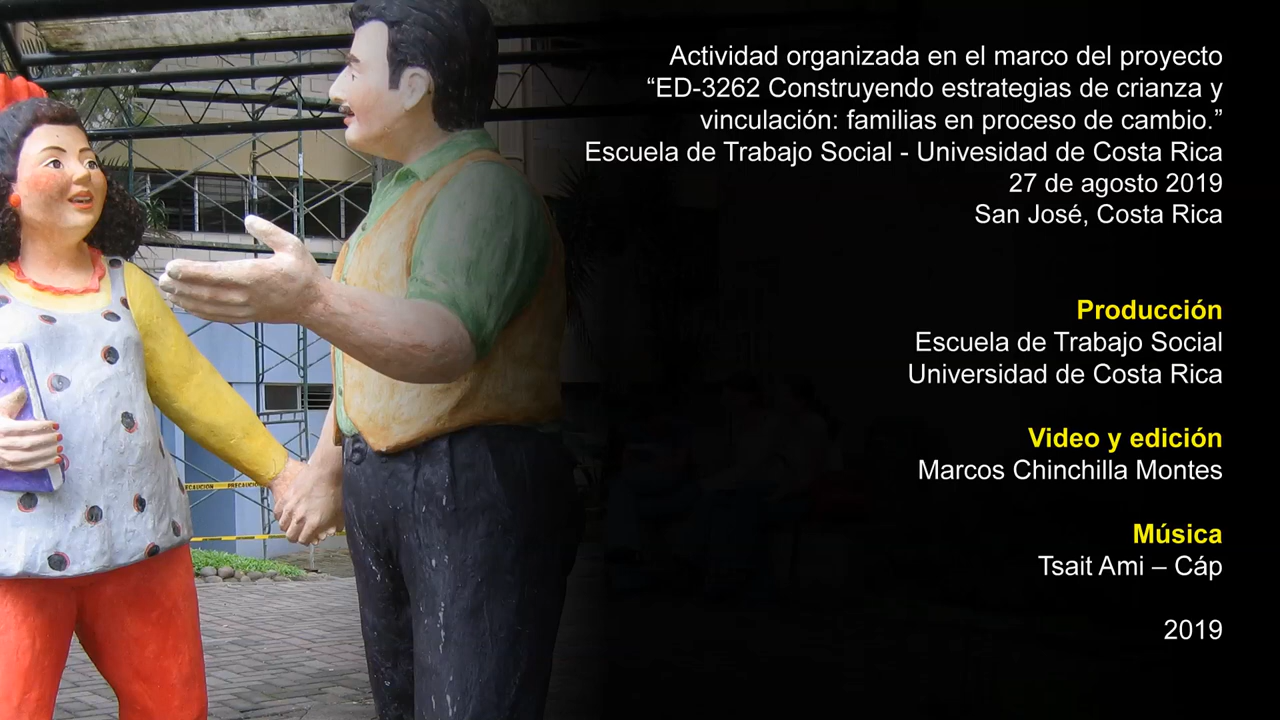 Actividad organizada en el marco del proyecto
“ED-3262 Construyendo estrategias de crianza y
vinculación: familias en proceso de cambio.”
Escuela de Trabajo Social - Univesidad de Costa Rica
27 de agosto 2019
San José, Costa Rica
Producción
Escuela de Trabajo Social
Universidad de Costa Rica
Video y edición
Marcos Chinchilla Montes
Música
Tsait Ami – Cáp
2019
PRECAUCIÓN